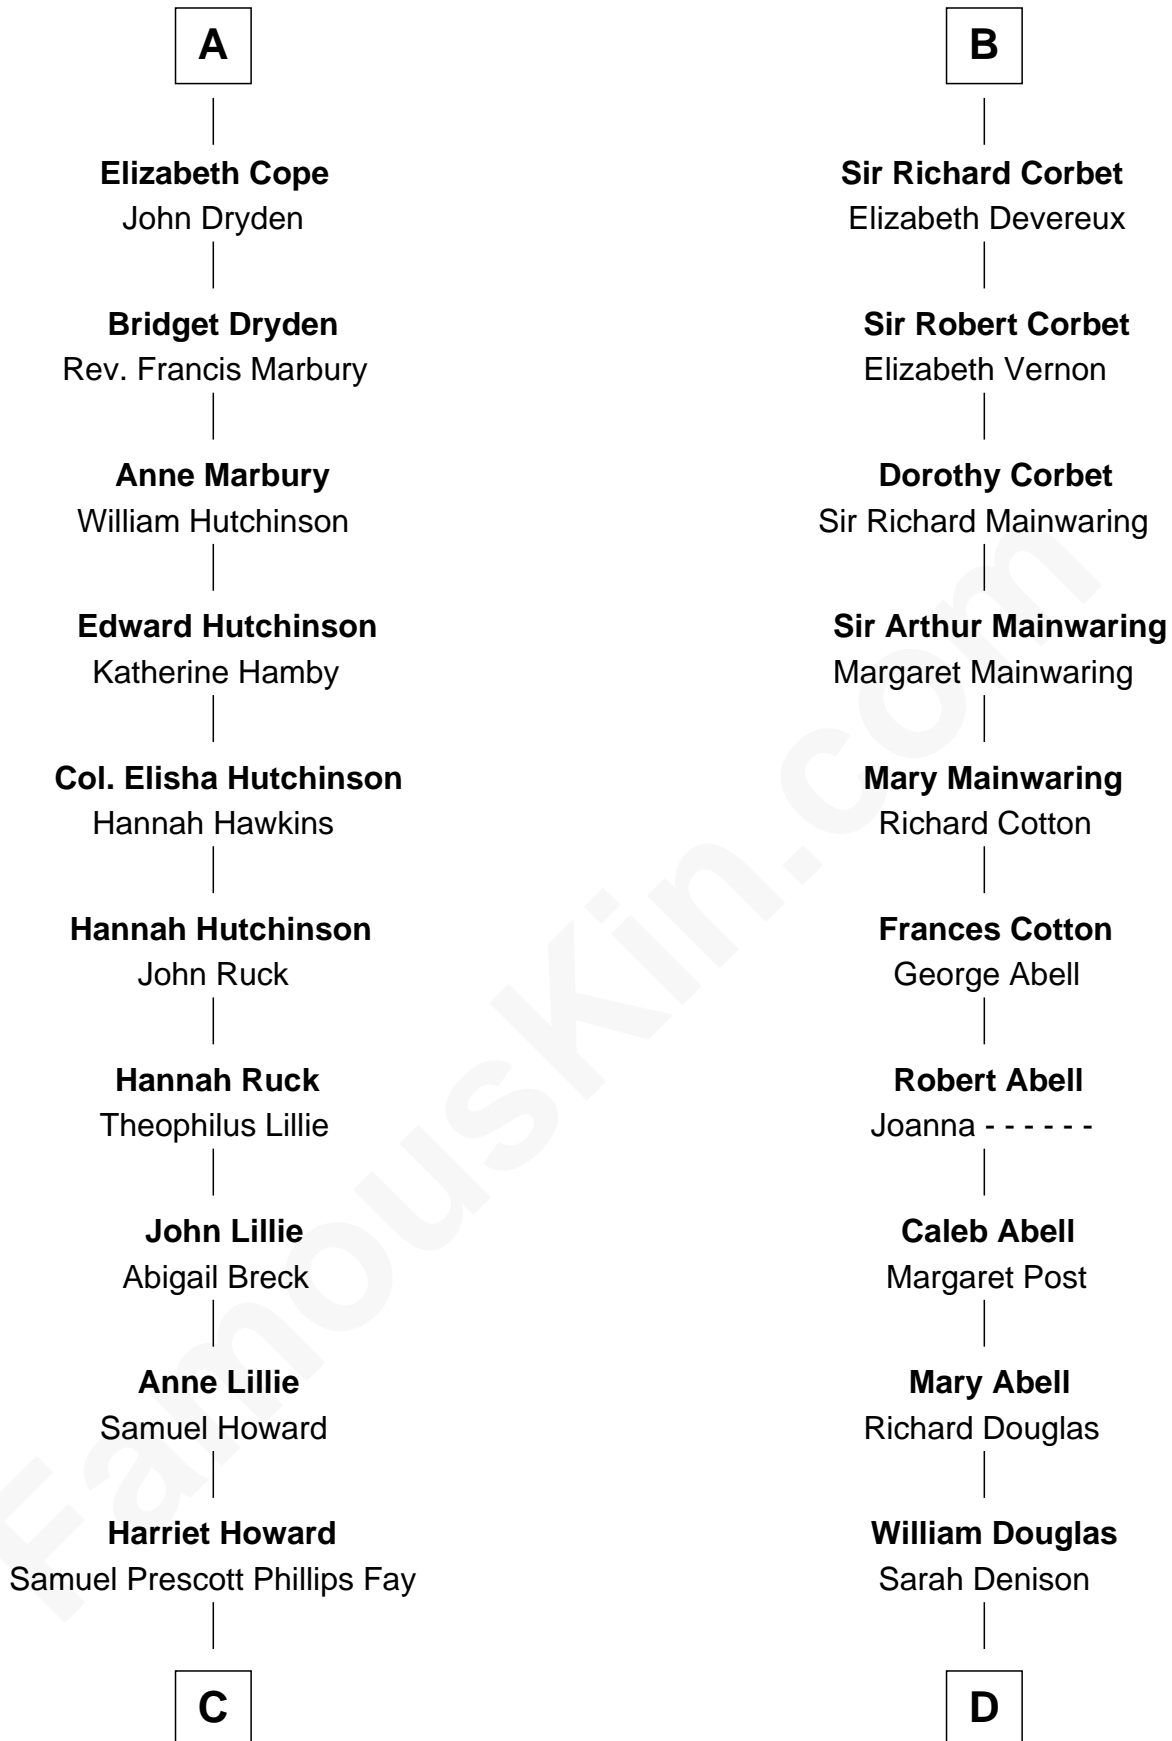 A
Elizabeth Cope
John Dryden
Bridget Dryden
Rev. Francis Marbury
Anne Marbury
William Hutchinson
Edward Hutchinson
Katherine Hamby
Col. Elisha Hutchinson
Hannah Hawkins
Hannah Hutchinson
John Ruck
Hannah Ruck
Theophilus Lillie
John Lillie
Abigail Breck
Anne Lillie
Samuel Howard
Harriet Howard
Samuel Prescott Phillips Fay
C
B
Sir Richard Corbet
Elizabeth Devereux
Sir Robert Corbet
Elizabeth Vernon
Dorothy Corbet
Sir Richard Mainwaring
Sir Arthur Mainwaring
Margaret Mainwaring
Mary Mainwaring
Richard Cotton
Frances Cotton
George Abell
Robert Abell
Joanna - - - - - -
Caleb Abell
Margaret Post
Mary Abell
Richard Douglas
William Douglas
Sarah Denison
D
FamousKin.com